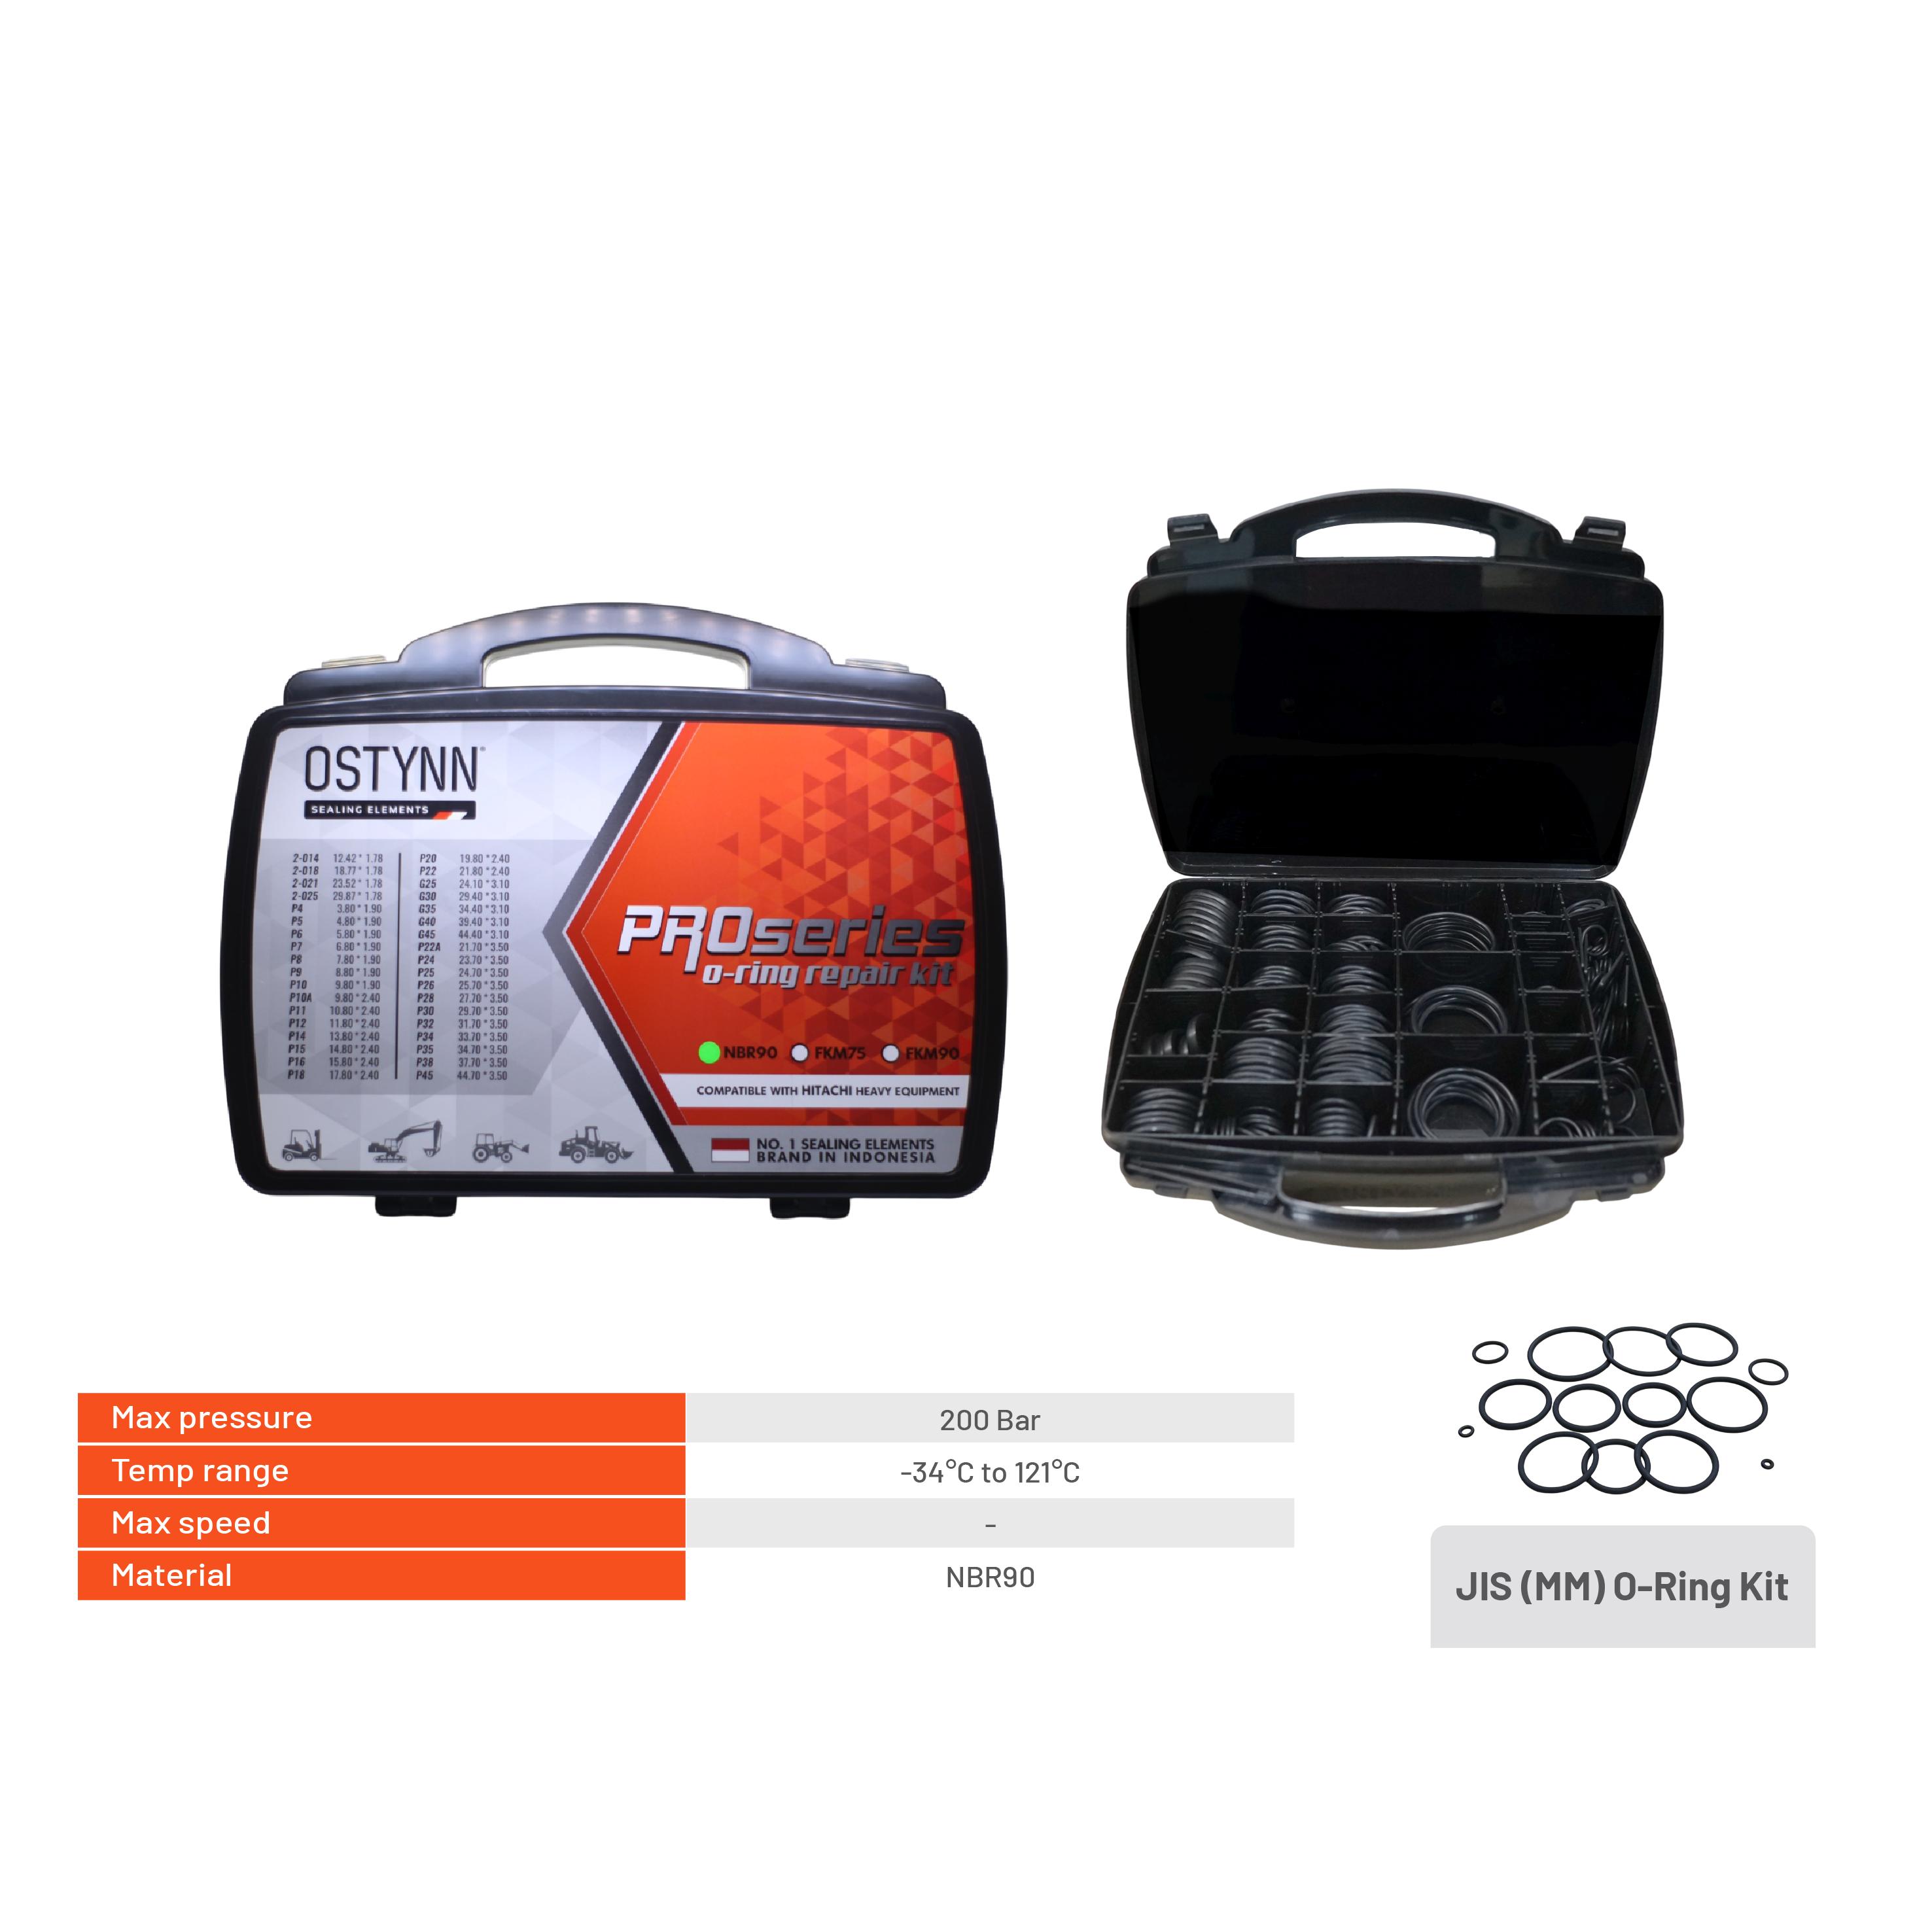 OSTYNN®
SEALING ELEMENTS
2-014 12.42 * 1.78
2-018 18.77 * 1.78
2-021 23.52 * 1.78
2-025 29.87 * 1.78
P4 3.80 * 1.90
P5 4.80 * 1.90
P6 5.80 * 1.90
P7 6.80 * 1.90
P8 7.80 * 1.90
P9 8.80 * 1.90
P10 9.80 * 1.90
P10A 9.80 * 2.40
P11 10.80 * 2.40
P12 11.80 * 2.40
P14 13.80 * 2.40
P15 14.80 * 2.40
P16 15.80 * 2.40
P18 17.80 * 2.40
P20 19.80 * 2.40
P22 21.80 * 2.40
G25 24.10 * 3.10
G30 29.40 * 3.10
G35 34.40 * 3.10
G40 39.40 * 3.10
G45 44.40 * 3.10
P22A 21.70 * 3.50
P24 23.70 * 3.50
P25 24.70 * 3.50
P26 25.70 * 3.50
P28 27.70 * 3.50
P30 29.70 * 3.50
P32 31.70 * 3.50
P34 33.70 * 3.50
P35 34.70 * 3.50
P38 37.70 * 3.50
P45 44.70 * 3.50
PROseries
o-ring repair kit
NBR90 FKM75 FKM90
COMPATIBLE WITH HITACHI HEAVY EQUIPMENT
NO. 1 SEALING ELEMENTS
BRAND IN INDONESIA
Max pressure 200 Bar
Temp range -34°C to 121°C
Max speed -
Material NBR90
JIS (MM) O-Ring Kit